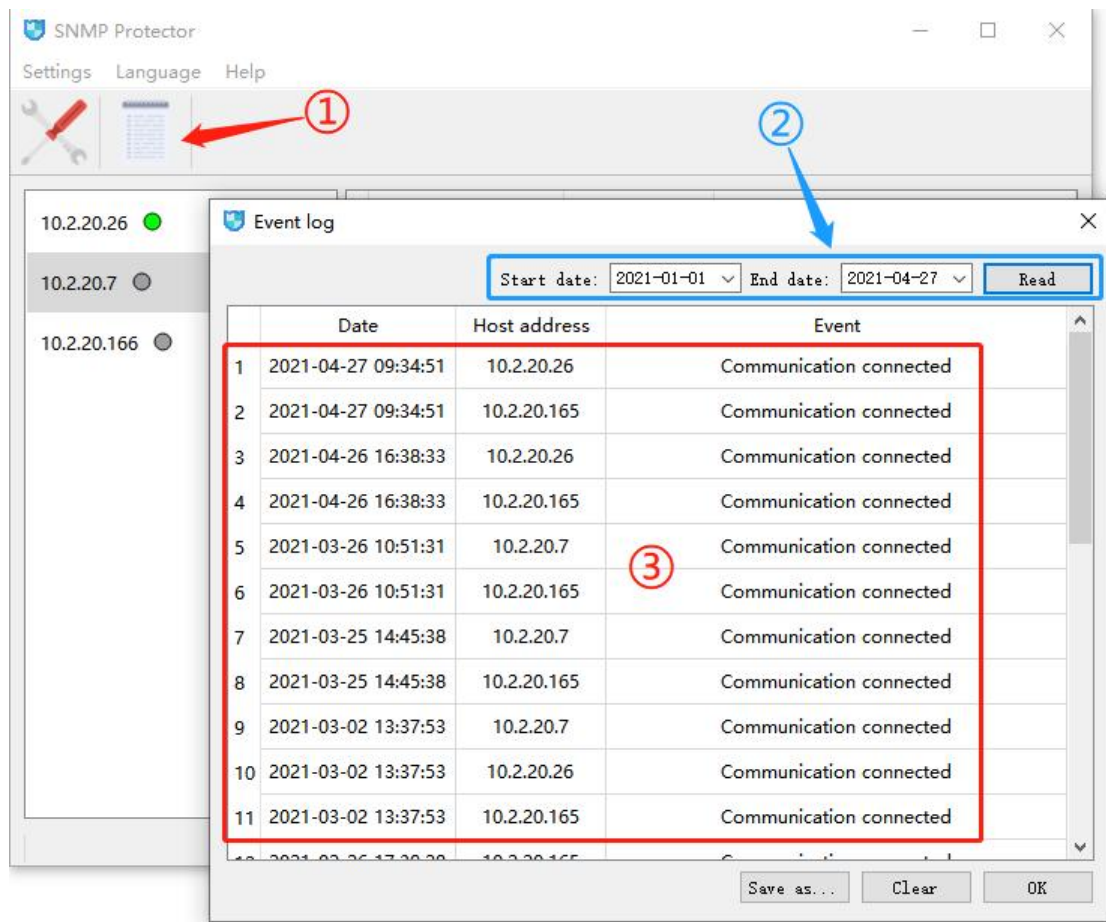 SNMP Protector
Settings Language Help
①
②
10.2.20.26
10.2.20.7
10.2.20.166
Event log
Start date: 2021-01-01 End date: 2021-04-27 Read
Date Host address Event
1 2021-04-27 09:34:51 10.2.20.26 Communication connected
2 2021-04-27 09:34:51 10.2.20.165 Communication connected
3 2021-04-26 16:38:33 10.2.20.26 Communication connected
4 2021-04-26 16:38:33 10.2.20.165 Communication connected
5 2021-03-26 10:51:31 10.2.20.7 Communication connected
③
6 2021-03-26 10:51:31 10.2.20.165 Communication connected
7 2021-03-25 14:45:38 10.2.20.7 Communication connected
8 2021-03-25 14:45:38 10.2.20.165 Communication connected
9 2021-03-02 13:37:53 10.2.20.7 Communication connected
10 2021-03-02 13:37:53 10.2.20.26 Communication connected
11 2021-03-02 13:37:53 10.2.20.165 Communication connected
Save as... Clear OK